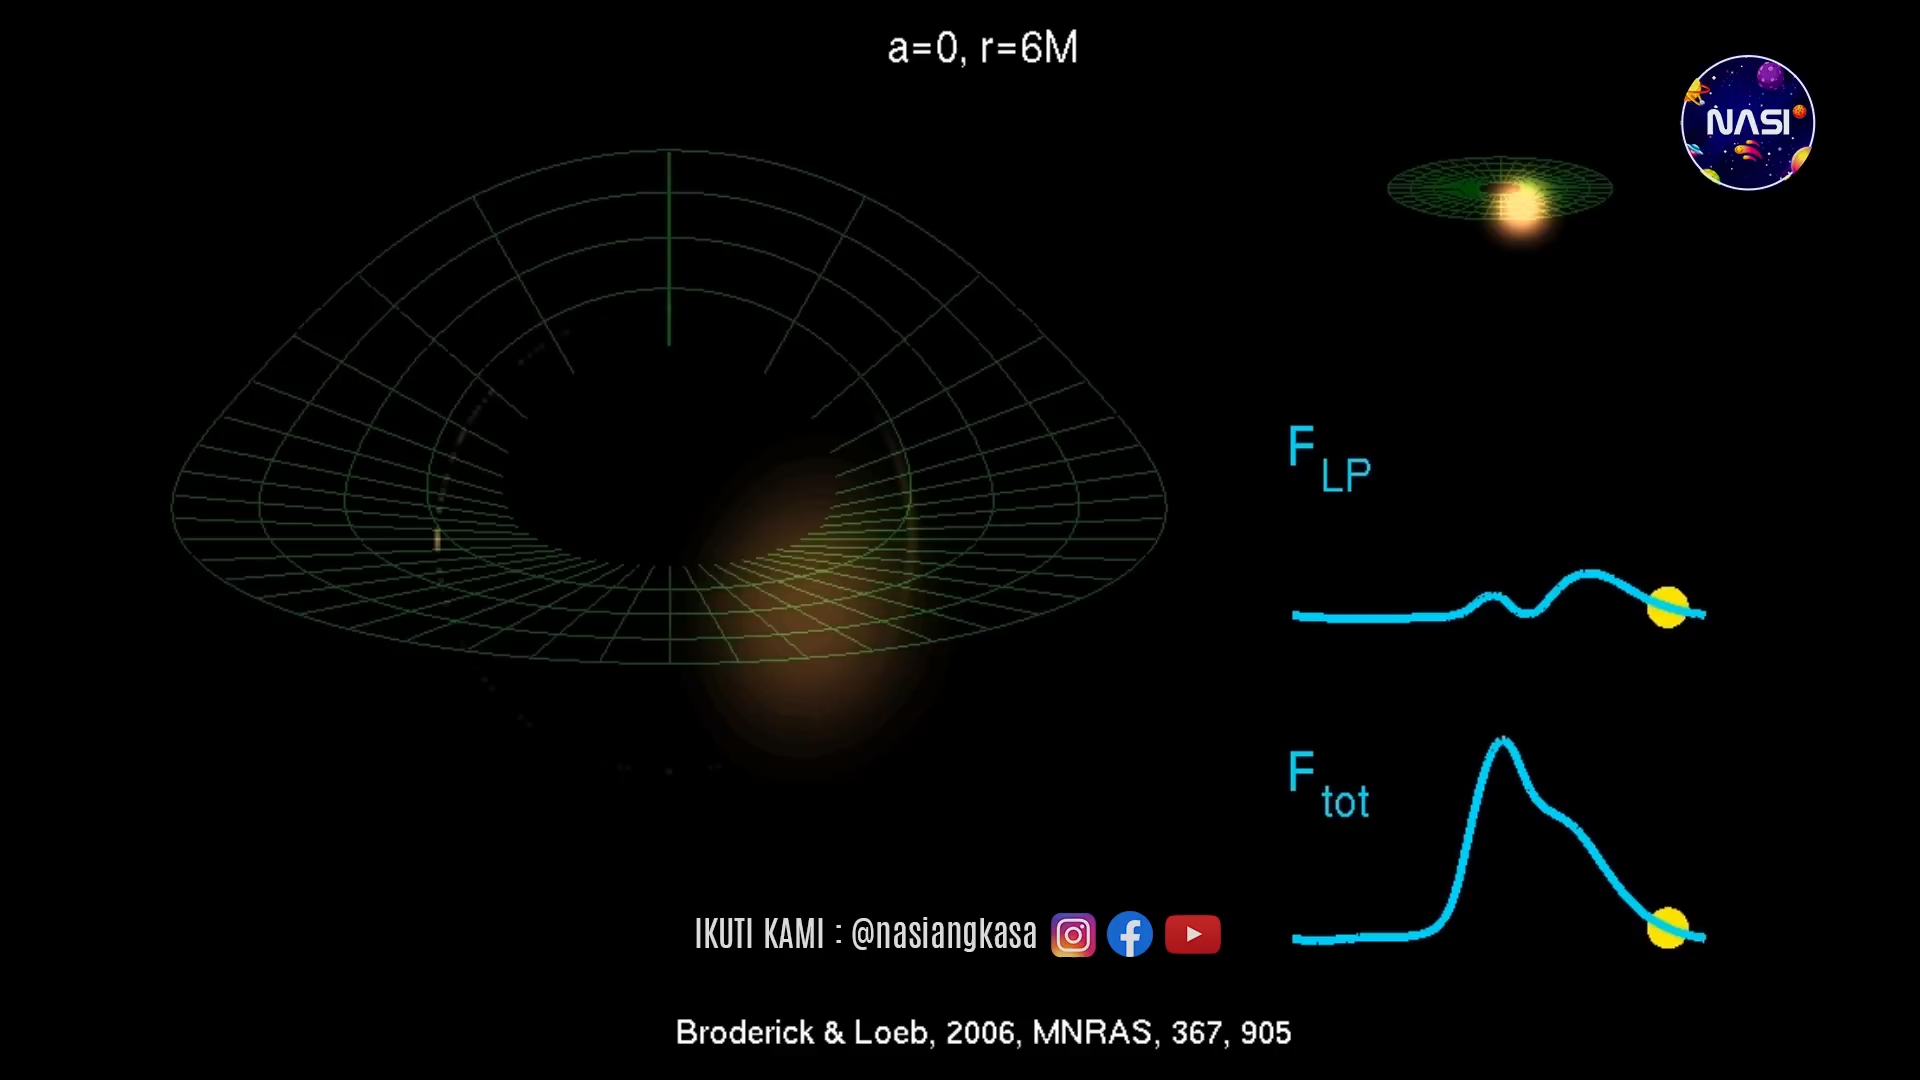 a=0, r=6M
NASI
F LP
F tot
IKUTI KAMI : @nasiangkasa
Broderick & Loeb, 2006, MNRAS, 367, 905